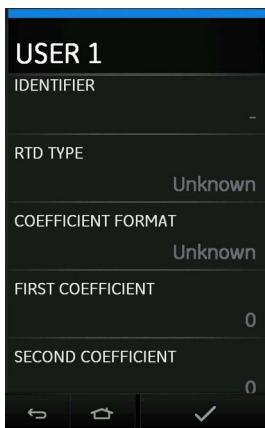 USER 1
IDENTIFIER
-
RTD TYPE
Unknown
COEFFICIENT FORMAT
Unknown
FIRST COEFFICIENT
0
SECOND COEFFICIENT
0